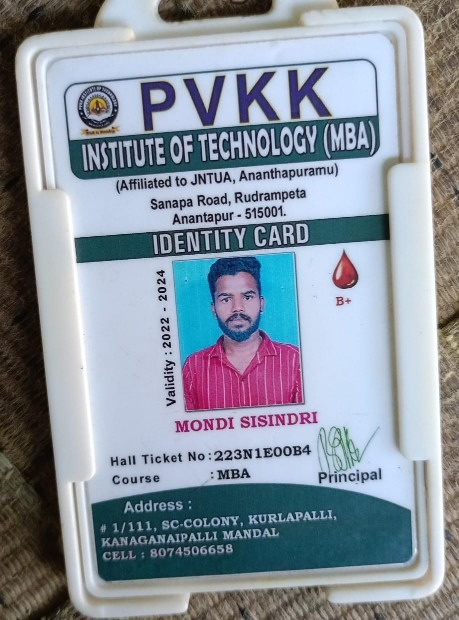 PVKK
INSTITUTE OF TECHNOLOGY (MBA)
(Affiliated to JNTUA, Ananthapuramu)
Sanapa Road, Rudrampeta
Anantapur - 515001.
IDENTITY CARD
Validity : 2022 - 2024
B+
MONDI SISINDRI
Hall Ticket No : 223N1E00B4
Course : MBA
Principal
Address :
# 1/111, SC-COLONY, KURLAPALLI,
KANAGANAIPALLI MANDAL
CELL : 8074506658